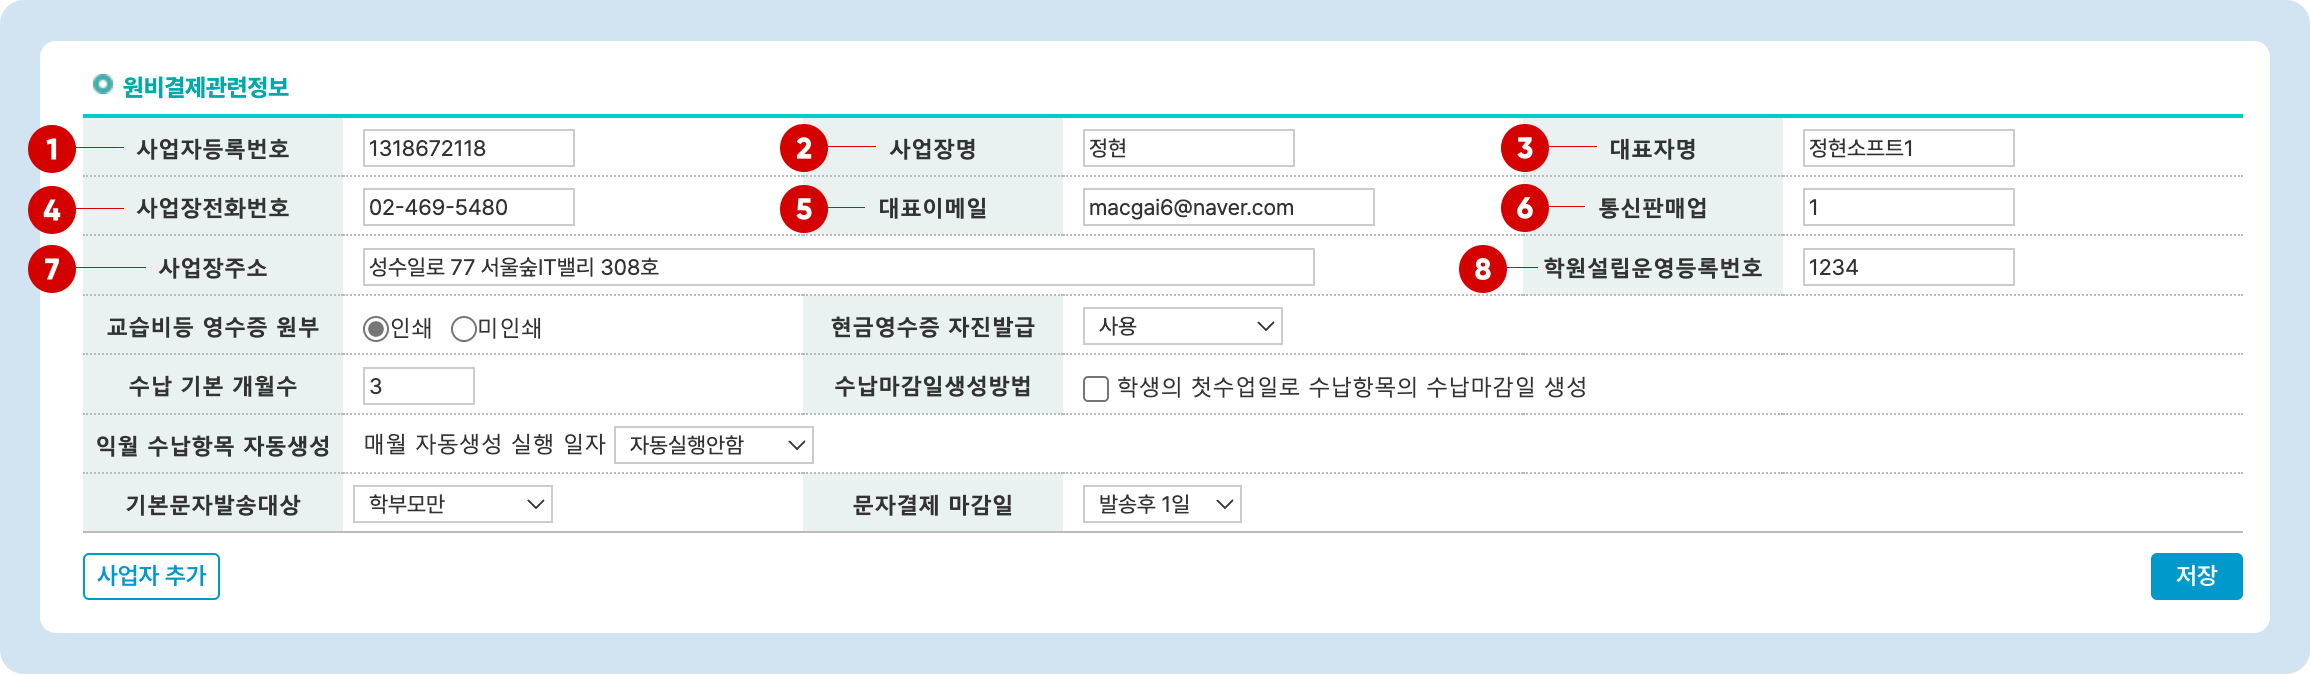 원비결제관련정보
1 사업자등록번호 1318672118 2 사업장명 정현 3 대표자명 정현소프트1
4 사업장전화번호 02-469-5480 5 대표이메일 macgai6@naver.com 6 통신판매업 1
7 사업장주소 성수일로 77 서울숲IT밸리 308호 8 학원설립운영등록번호 1234
교습비등 영수증 원부 인쇄 미인쇄 현금영수증 자진발급 사용
수납 기본 개월수 3 수납마감일생성방법 학생의 첫수업일로 수납항목의 수납마감일 생성
익월 수납항목 자동생성 매월 자동생성 실행 일자 자동실행안함
기본문자발송대상 학부모만 문자결제 마감일 발송후 1일
사업자 추가 저장